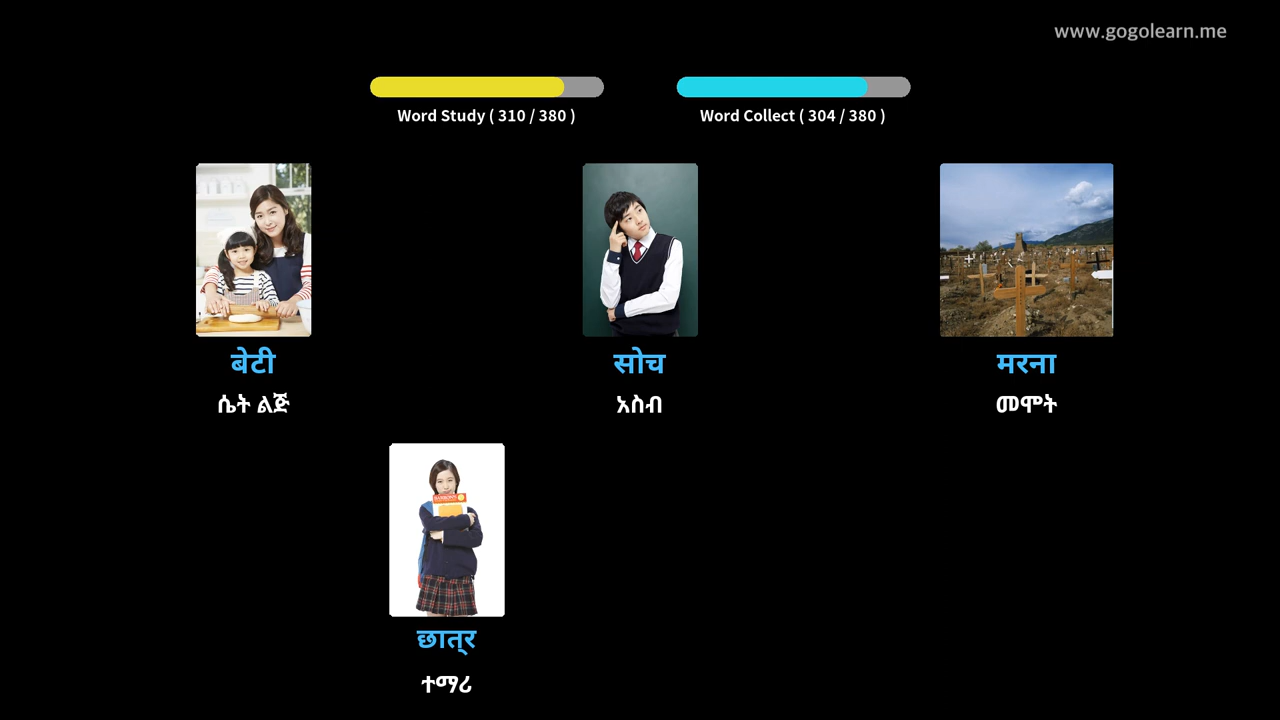 www.gogolearn.me
Word Study ( 310 / 380 )
Word Collect ( 304 / 380 )
बेटी
ሴት ልጅ
सोच
አስብ
मरना
መሞት
छात्र
ተማሪ